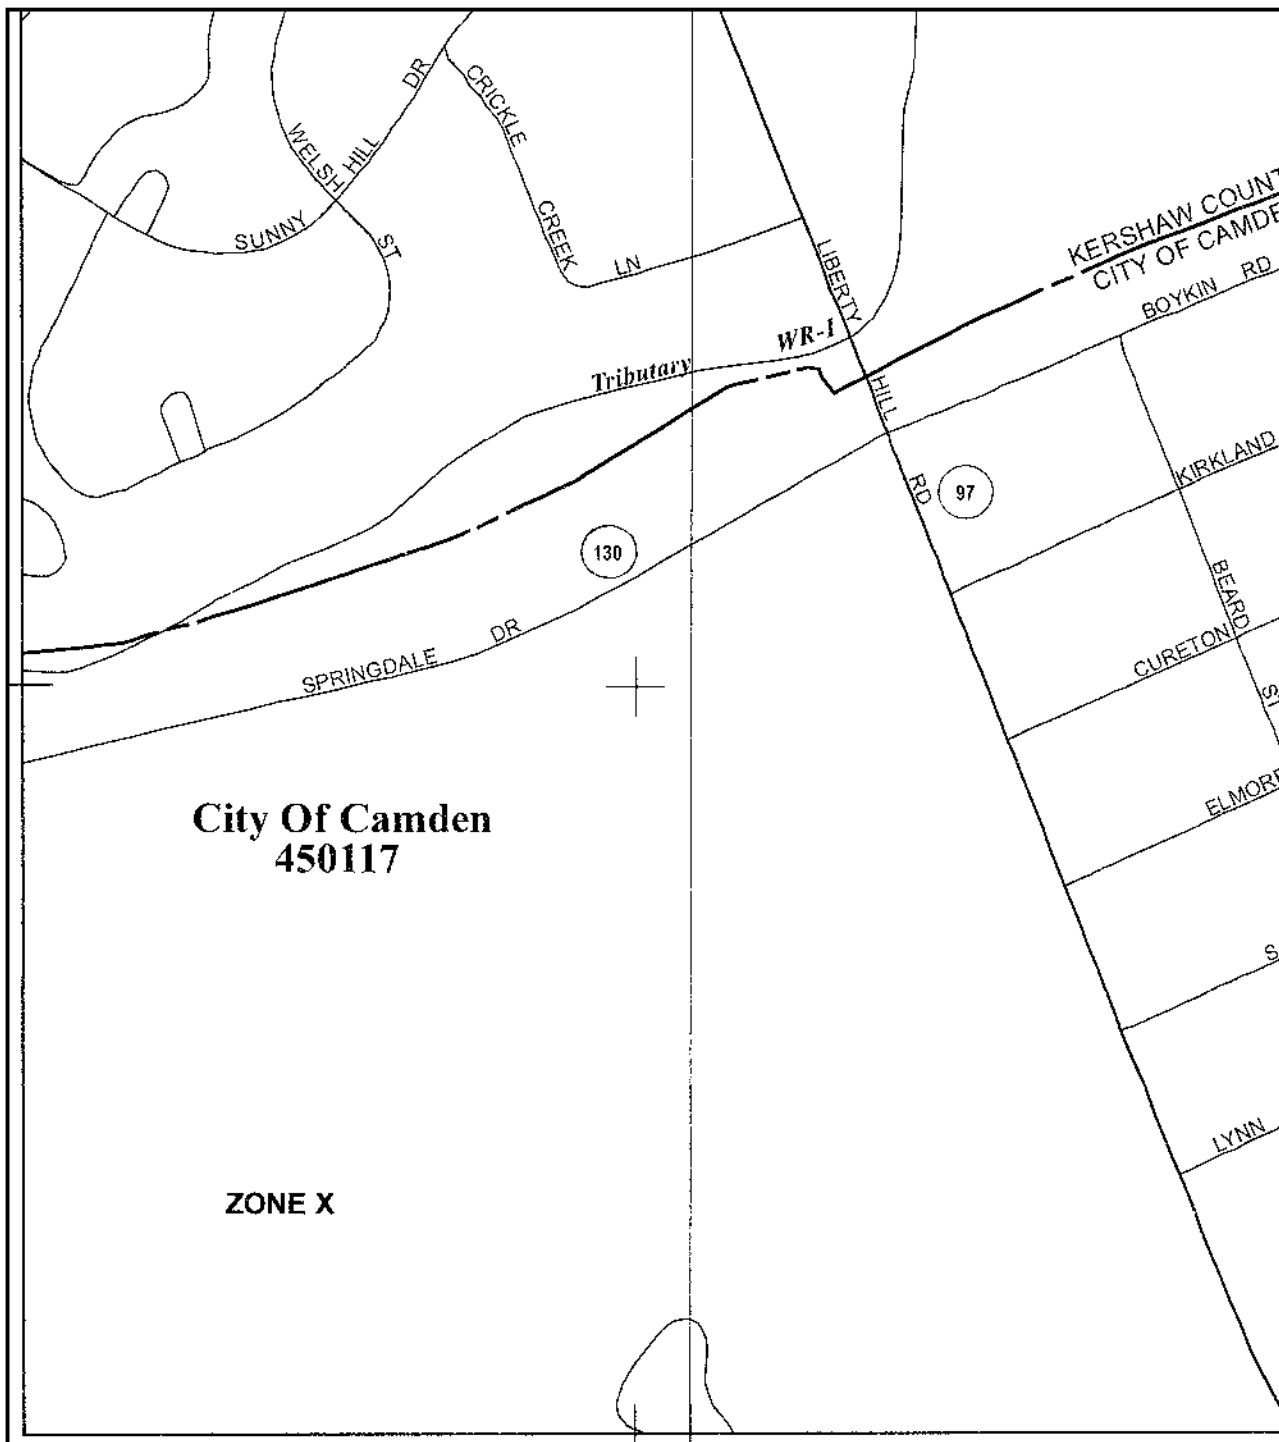 WELSH ST
SUNNY HILL DR
CRICKLE CREEK LN
LIBERTY HILL RD
KERSHAW COUNT
CITY OF CAMDE
BOYKIN RD
Tributary WR-1
KIRKLAND
97
130
BEARD ST
CURETON
SPRINGDALE DR
ELMORE
City Of Camden
450117
S
LYNN
ZONE X